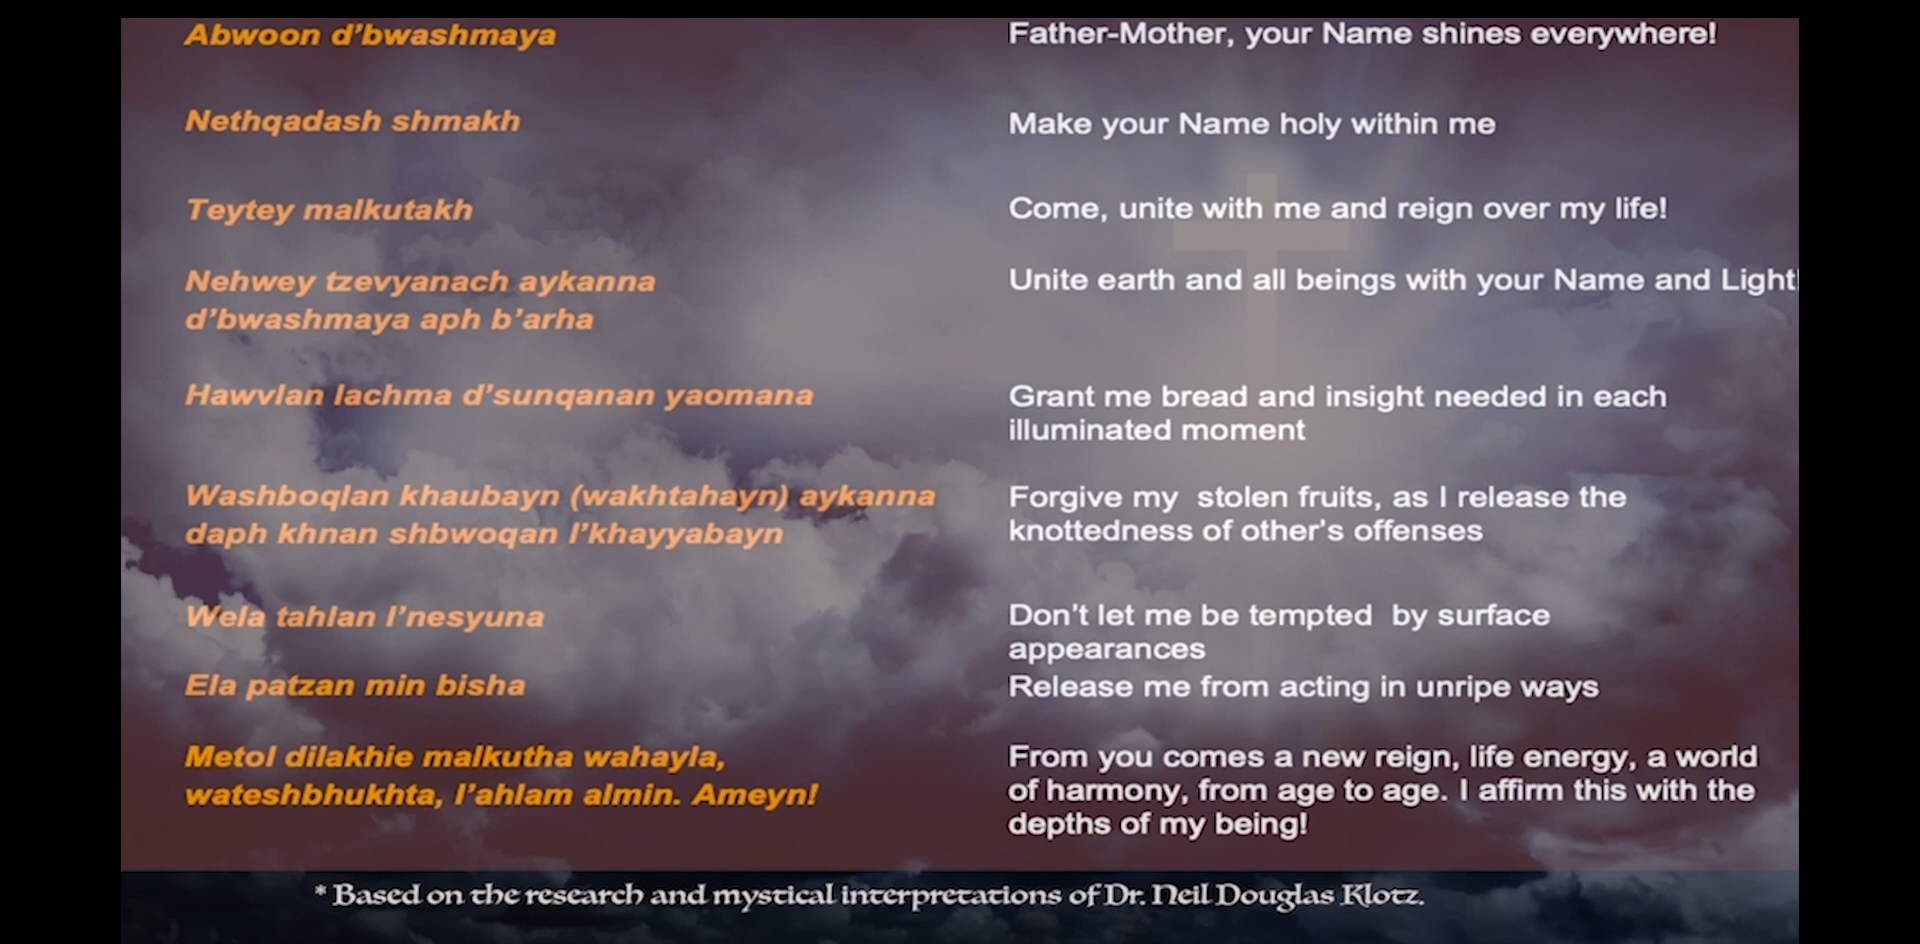 Abwoon d’bwashmaya
Father-Mother, your Name shines everywhere!
Nethqadash shmakh
Make your Name holy within me
Teytey malkutakh
Come, unite with me and reign over my life!
Nehwey tzevyanach aykanna
d’bwashmaya aph b’arha
Unite earth and all beings with your Name and Light!
Hawvlan lachma d’sunqanan yaomana
Grant me bread and insight needed in each
illuminated moment
Washboqlan khaubayn (wakhtahayn) aykanna
daph khnan shbwoqan l’khayyabayn
Forgive my  stolen fruits, as I release the
knottedness of other's offenses
Wela tahlan l’nesyuna
Don't let me be tempted  by surface
appearances
Ela patzan min bisha
Release me from acting in unripe ways
Metol dilakhie malkutha wahayla,
wateshbhukhta, l’ahlam almin. Ameyn!
From you comes a new reign, life energy, a world
of harmony, from age to age. I affirm this with the
depths of my being!
* Based on the research and mystical interpretations of Dr. Neil Douglas Klotz.